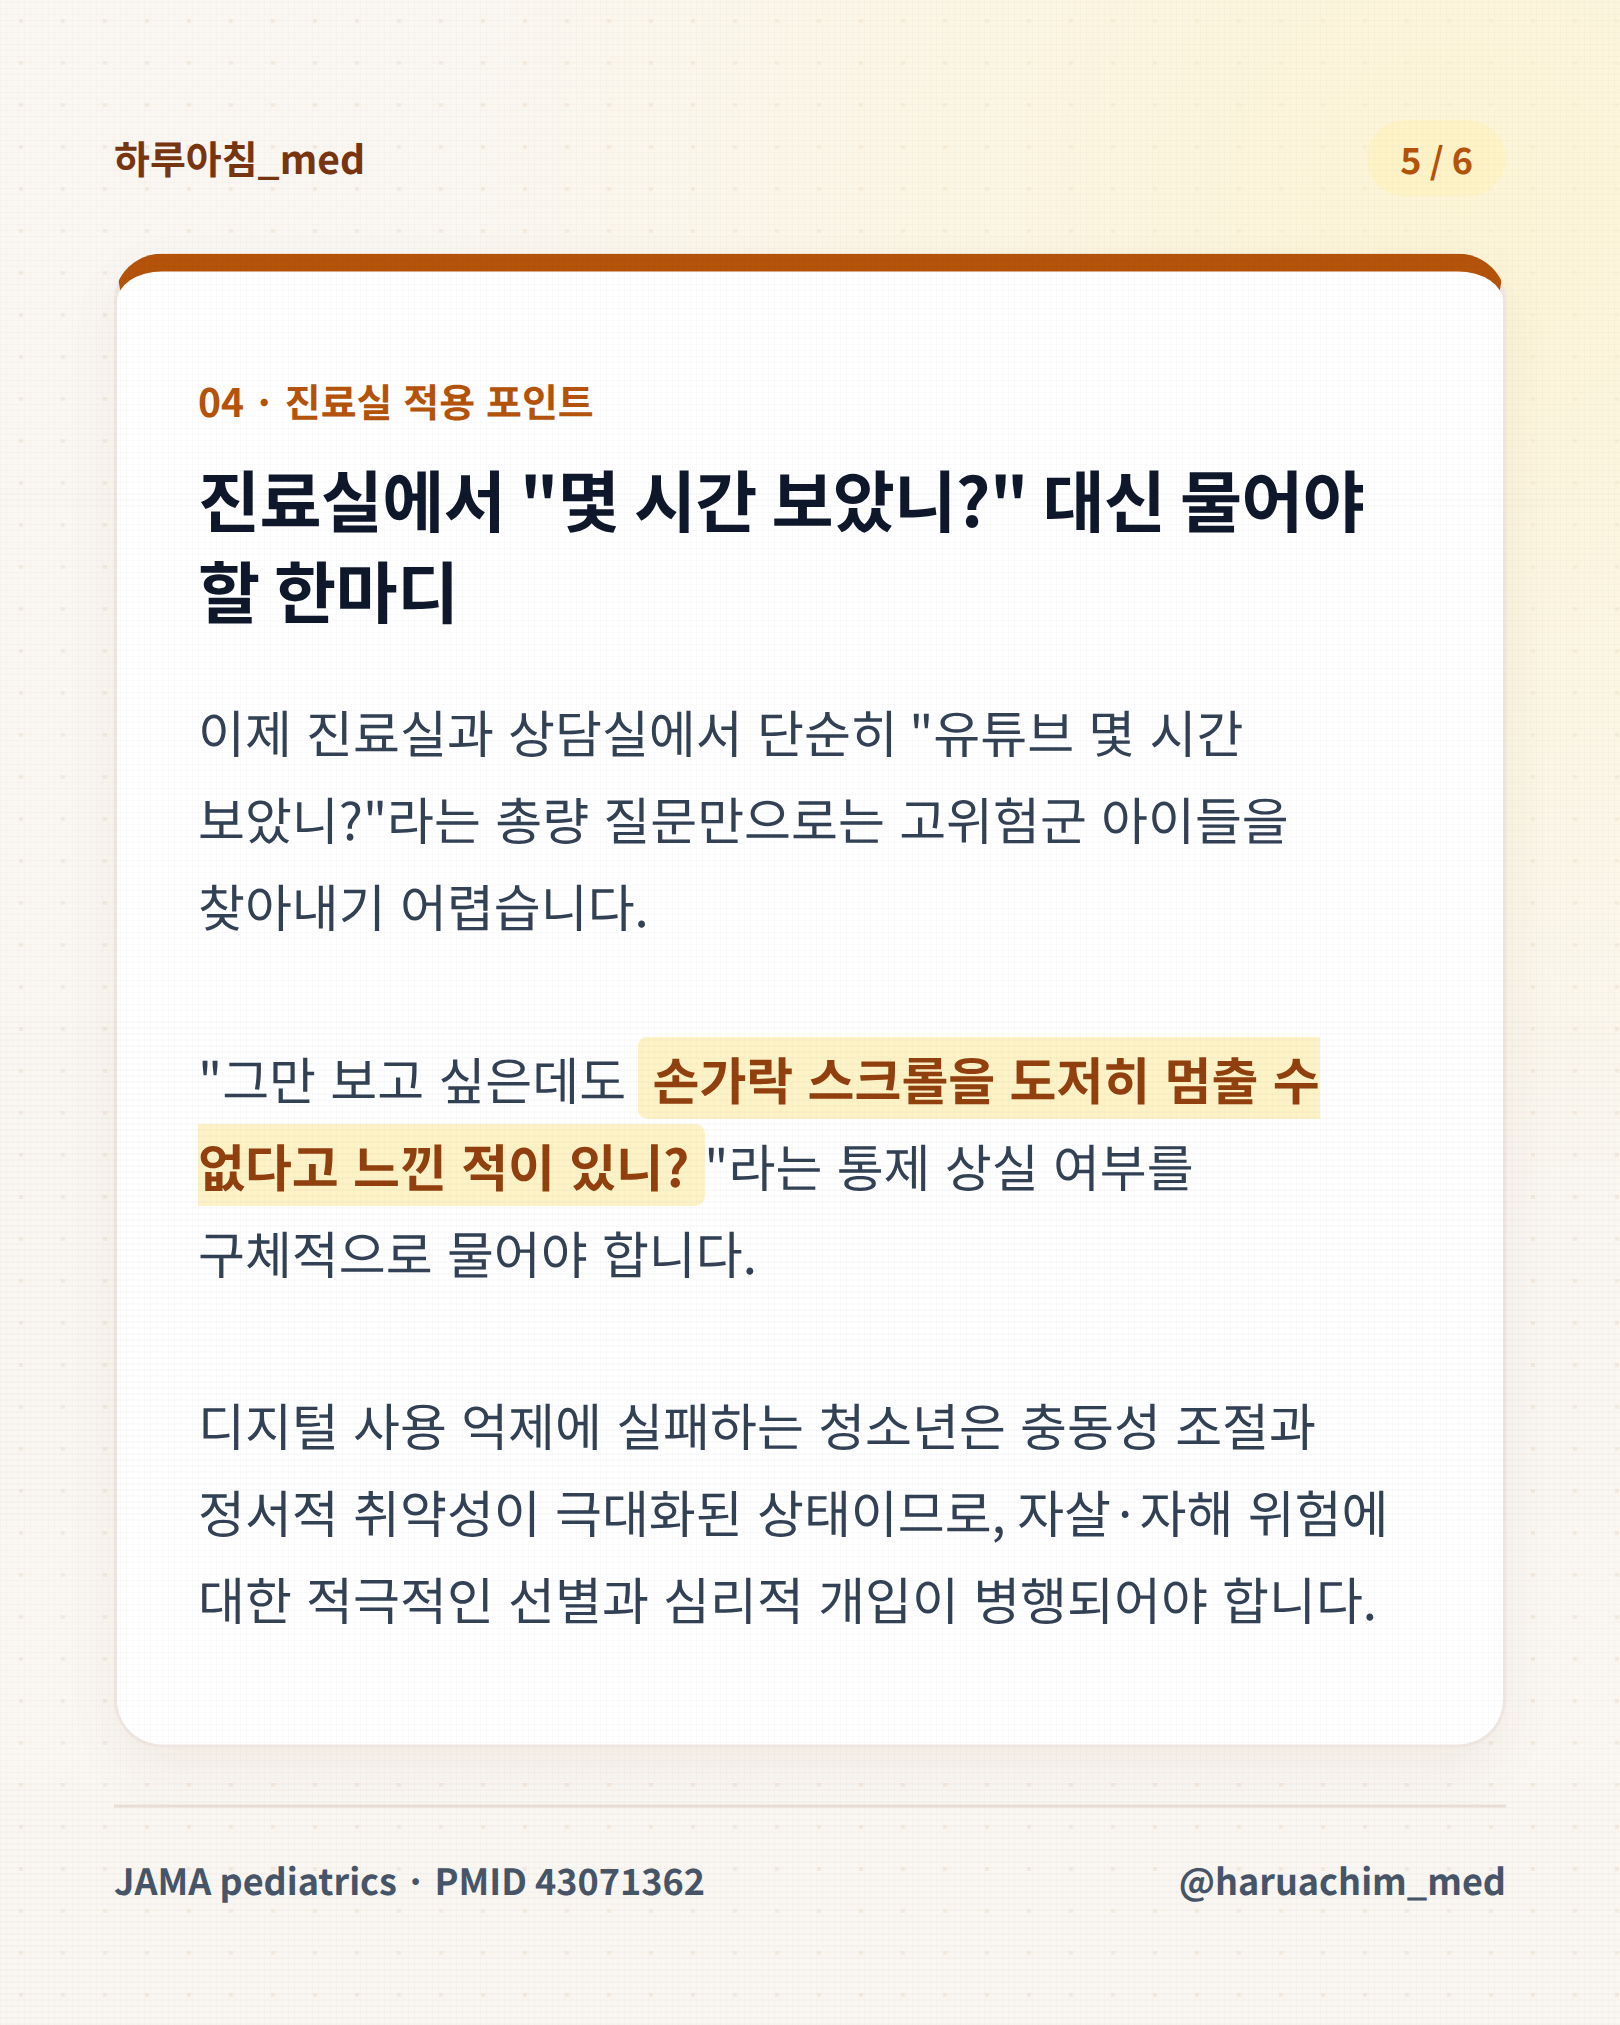 하루아침_med
5 / 6
04 · 진료실 적용 포인트
진료실에서 "몇 시간 보았니?" 대신 물어야
할 한마디
이제 진료실과 상담실에서 단순히 "유튜브 몇 시간
보았니?"라는 총량 질문만으로는 고위험군 아이들을
찾아내기 어렵습니다.
"그만 보고 싶은데도 손가락 스크롤을 도저히 멈출 수
없다고 느낀 적이 있니?"라는 통제 상실 여부를
구체적으로 물어야 합니다.
디지털 사용 억제에 실패하는 청소년은 충동성 조절과
정서적 취약성이 극대화된 상태이므로, 자살·자해 위험에
대한 적극적인 선별과 심리적 개입이 병행되어야 합니다.
JAMA pediatrics · PMID 43071362
@haruachim_med